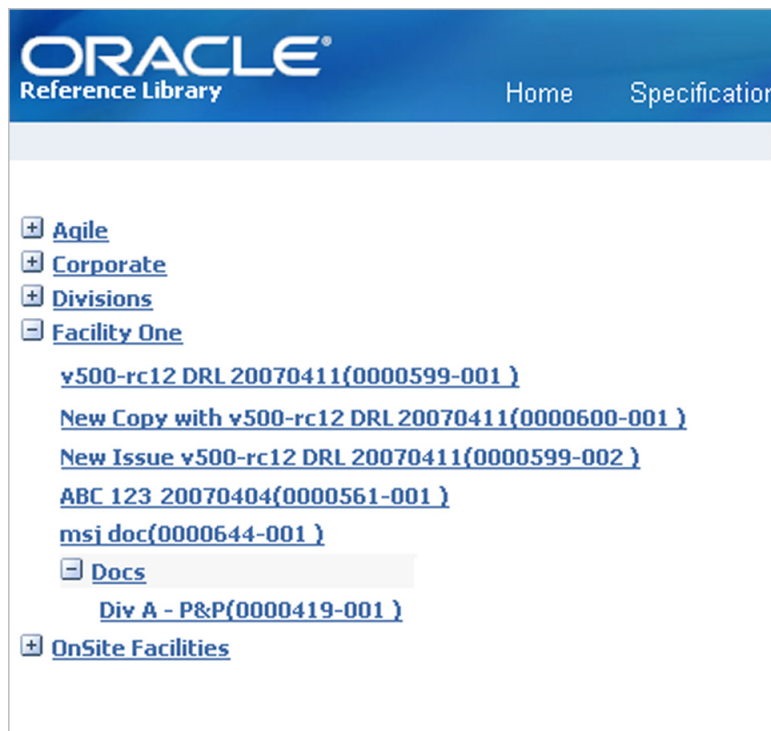 ORACLE®
Reference Library
Home Specification
Agile
Corporate
Divisions
Facility One
v500-rc12 DRL 20070411(0000599-001 )
New Copy with v500-rc12 DRL 20070411(0000600-001 )
New Issue v500-rc12 DRL 20070411(0000599-002 )
ABC 123 20070404(0000561-001 )
msj doc(0000644-001 )
Docs
Div A - P&P(0000419-001 )
OnSite Facilities